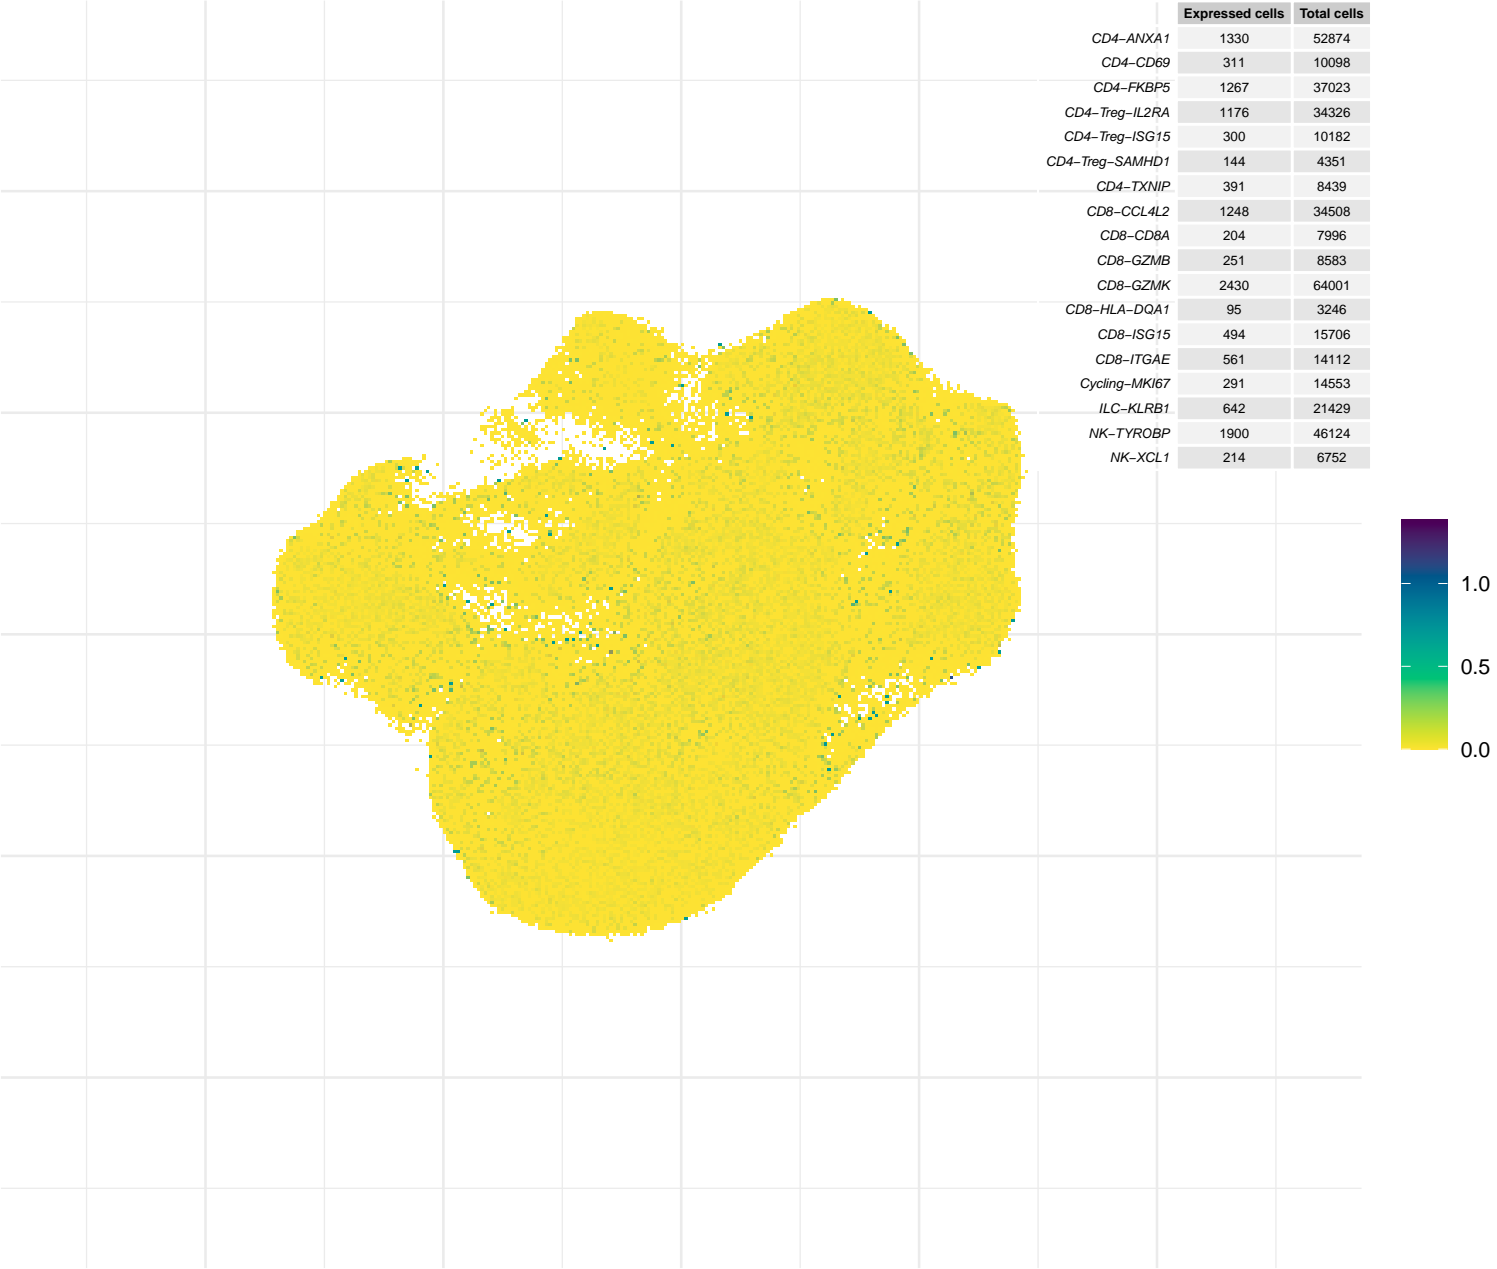 Expressed cells Total cells
CD4−ANXA1 1330 52874
CD4−CD69 311 10098
CD4−FKBP5 1267 37023
CD4−Treg−IL2RA 1176 34326
CD4−Treg−ISG15 300 10182
CD4−Treg−SAMHD1 144 4351
CD4−TXNIP 391 8439
CD8−CCL4L2 1248 34508
CD8−CD8A 204 7996
CD8−GZMB 251 8583
CD8−GZMK 2430 64001
CD8−HLA−DQA1 95 3246
CD8−ISG15 494 15706
CD8−ITGAE 561 14112
Cycling−MKI67 291 14553
ILC−KLRB1 642 21429
NK−TYROBP 1900 46124
NK−XCL1 214 6752
1.0
0.5
0.0